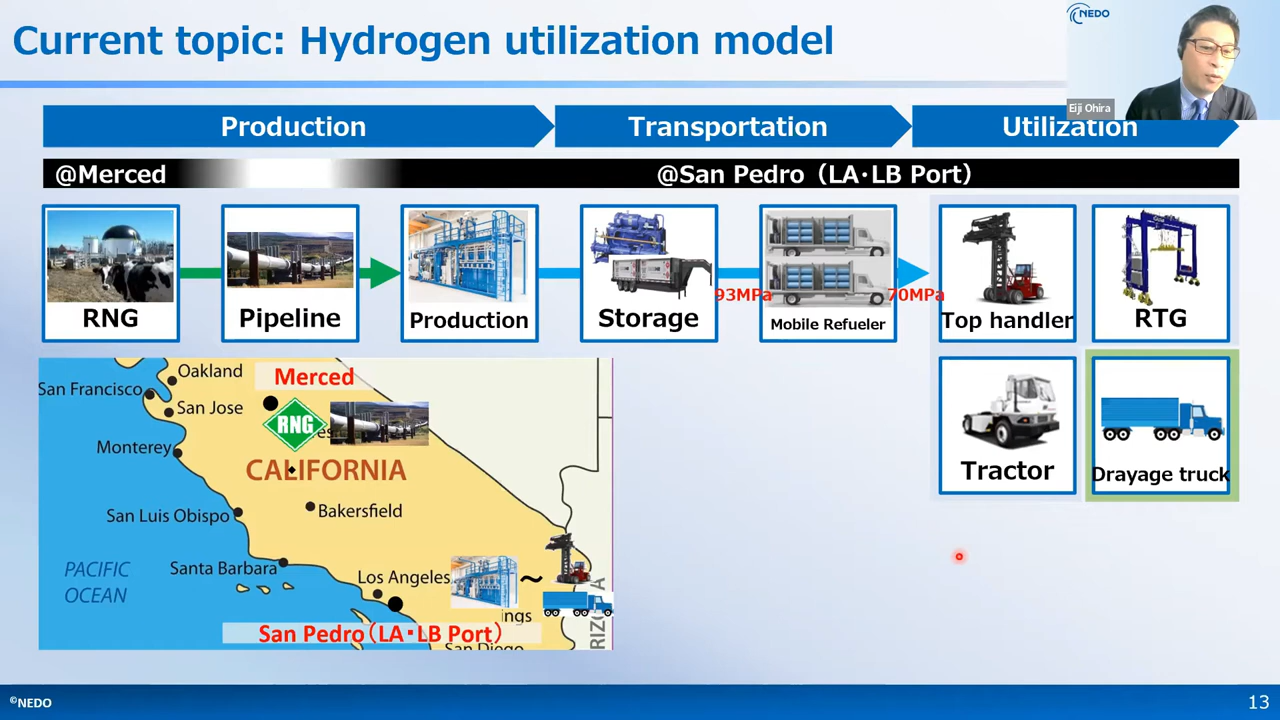 Current topic: Hydrogen utilization model
NEDO
Eiji Ohira
Production
Transportation
Utilization
@Merced
@San Pedro（LA･LB Port）
RNG
Pipeline
Production
Storage
93MPa
Mobile Refueler
70MPa
Top handler
RTG
Tractor
Drayage truck
Oakland
Merced
San Francisco
San Jose
RNG
es
Monterey
CALIFORNIA
Bakersfield
San Luis Obispo
Santa Barbara
PACIFIC
OCEAN
Los Angeles
~
ings
San Pedro（LA･LB Port）
San Diego
RIZO A
©NEDO
13